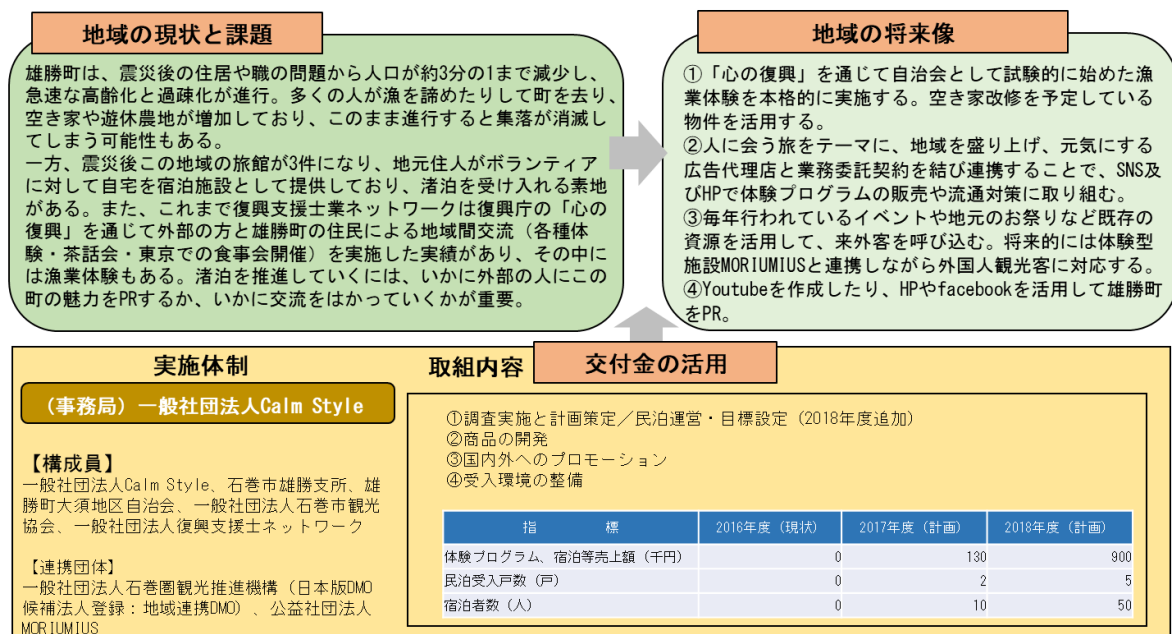 地域の現状と課題
雄勝町は、震災後の住居や職の問題から人口が約3分の1まで減少し、
急速な高齢化と過疎化が進行。多くの人が漁を諦めたりして町を去り、
空き家や遊休農地が増加しており、このまま進行すると集落が消滅し
てしまう可能性もある。
一方、震災後この地域の旅館が3件になり、地元住人がボランティア
に対して自宅を宿泊施設として提供しており、渚泊を受け入れる素地
がある。また、これまで復興支援士業ネットワークは復興庁の「心の
復興」を通じて外部の方と雄勝町の住民による地域間交流（各種体
験・茶話会・東京での食事会開催）を実施した実績があり、その中に
は漁業体験もある。渚泊を推進していくには、いかに外部の人にこの
町の魅力をPRするか、いかに交流をはかっていくかが重要。
地域の将来像
①「心の復興」を通じて自治会として試験的に始めた漁
業体験を本格的に実施する。空き家改修を予定している
物件を活用する。
②人に会う旅をテーマに、地域を盛り上げ、元気にする
広告代理店と業務委託契約を結び連携することで、SNS及
びHPで体験プログラムの販売や流通対策に取り組む。
③毎年行われているイベントや地元のお祭りなど既存の
資源を活用して、来外客を呼び込む。将来的には体験型
施設MORIUMIUSと連携しながら外国人観光客に対応する。
④Youtubeを作成したり、HPやfacebookを活用して雄勝町
をPR。
交付金の活用
実施体制
（事務局）一般社団法人Calm Style
【構成員】
一般社団法人Calm Style、石巻市雄勝支所、雄
勝町大須地区自治会、一般社団法人石巻市観光
協会、一般社団法人復興支援士ネットワーク
【連携団体】
一般社団法人石巻圏観光推進機構（日本版DMO
候補法人登録：地域連携DMO）、公益社団法人
MORIUMIUS
取組内容
①調査実施と計画策定／民泊運営・目標設定（2018年度追加）
②商品の開発
③国内外へのプロモーション
④受入環境の整備
指 標 2016年度（現状） 2017年度（計画） 2018年度（計画）
体験プログラム、宿泊等売上額（千円） 0 130 900
民泊受入戸数（戸） 0 2 5
宿泊者数（人） 0 10 50